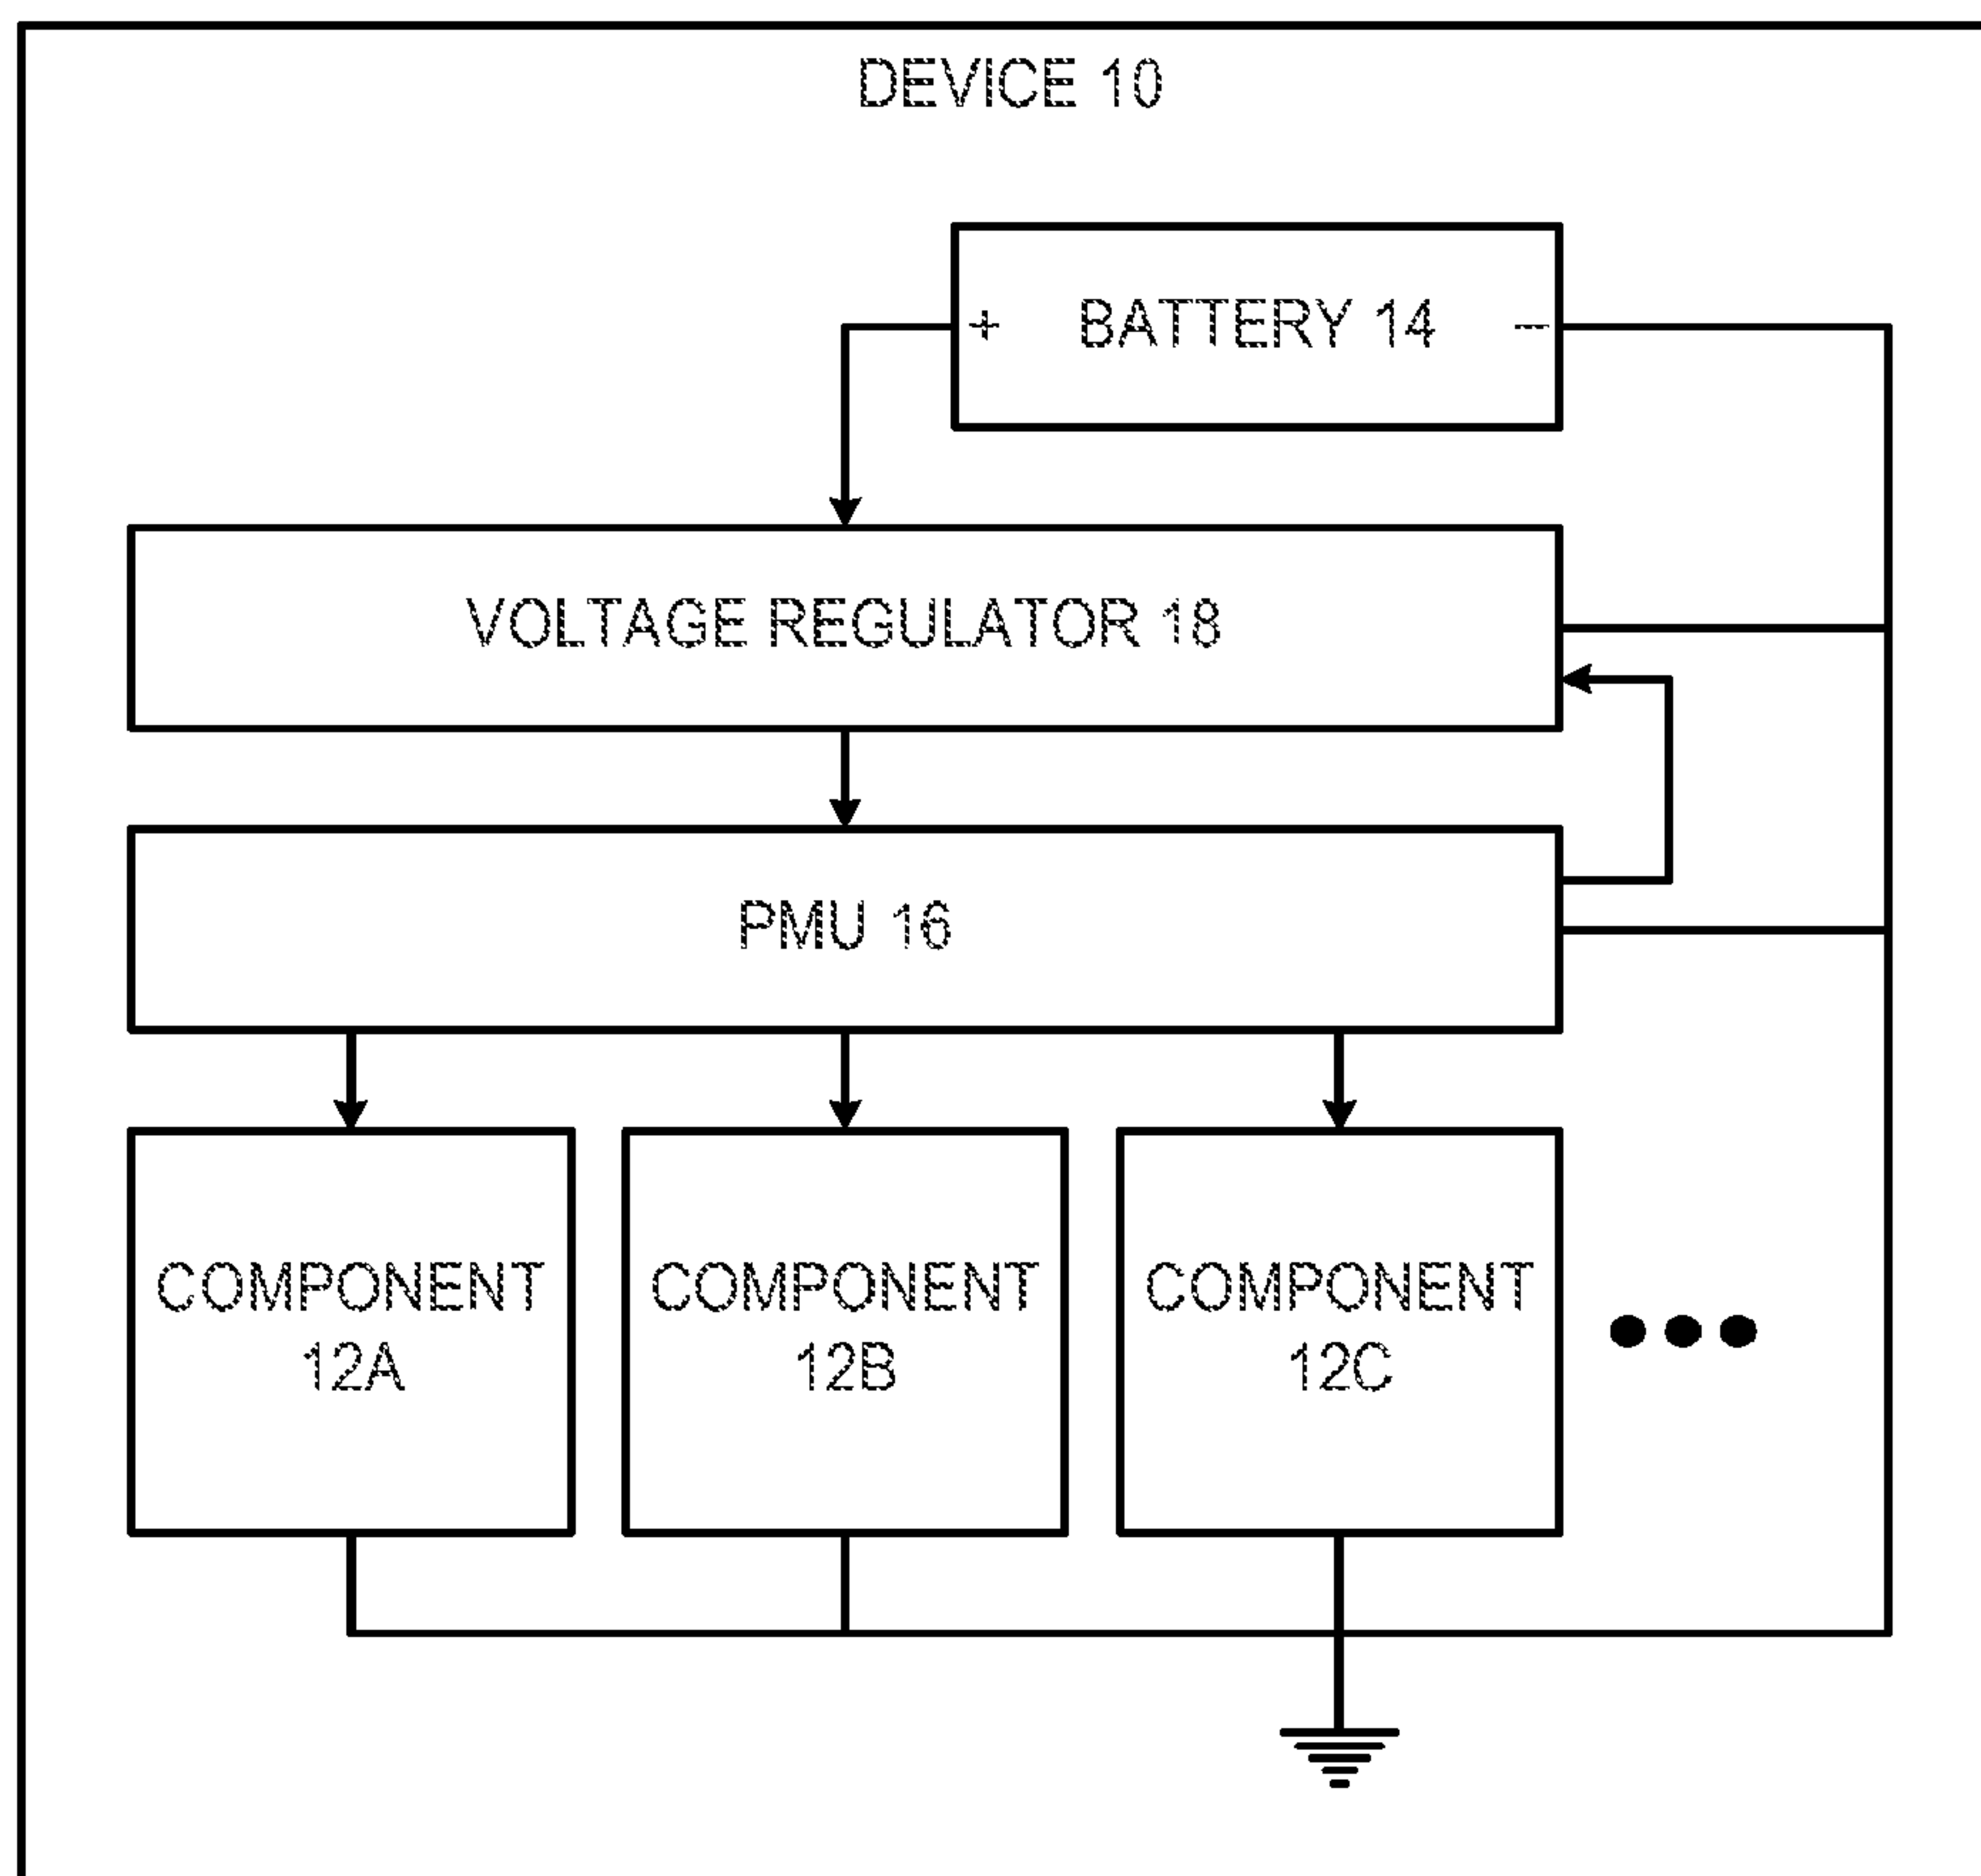 DEVICE 10
+ BATTERY 14 –
VOLTAGE REGULATOR 18
PMU 16
COMPONENT
12A
COMPONENT
12B
COMPONENT
12C